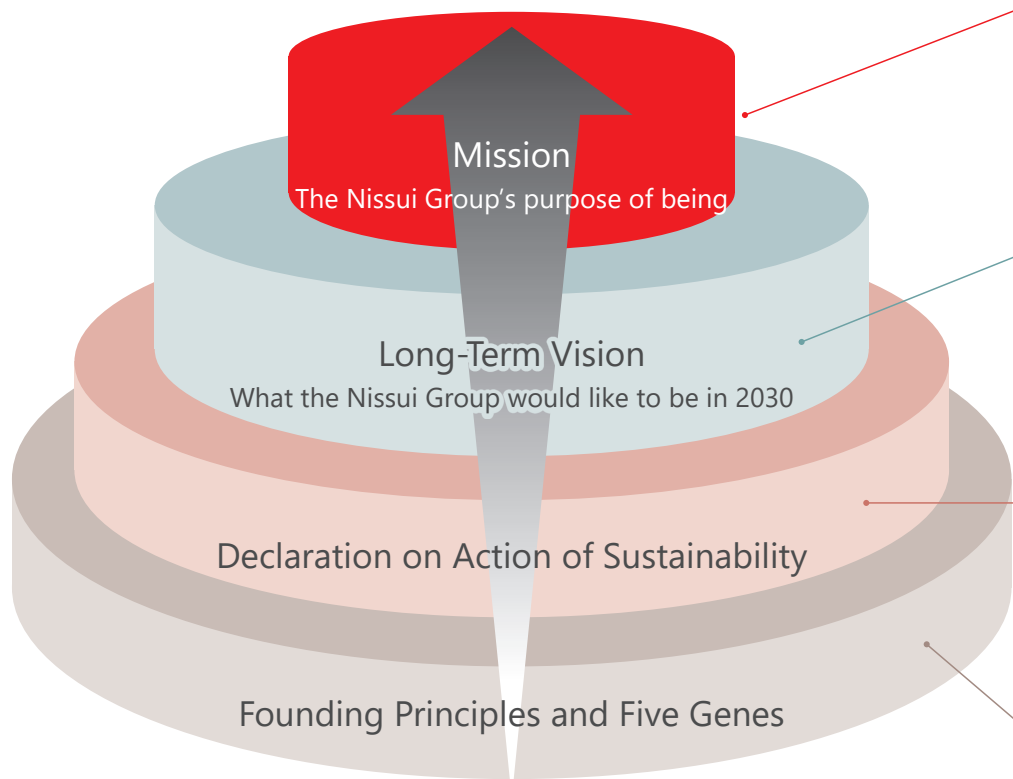 Mission
The Nissui Group’s purpose of being
Long-Term Vision
What the Nissui Group would like to be in 2030
Declaration on Action of Sustainability
Founding Principles and Five Genes